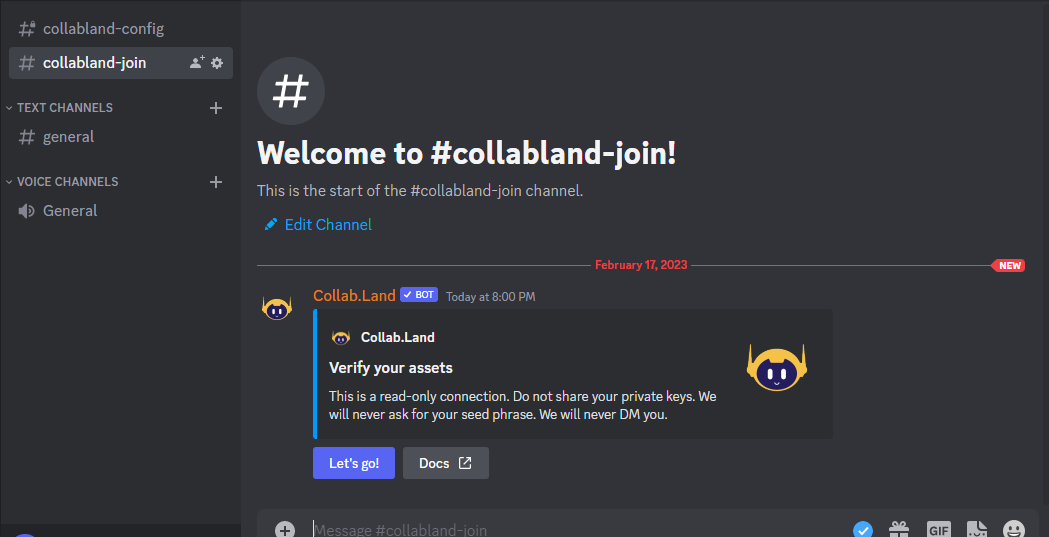 collabland-config
collabland-join
TEXT CHANNELS
general
VOICE CHANNELS
General
#
Welcome to #collabland-join!
This is the start of the #collabland-join channel.
Edit Channel
February 17, 2023
NEW
Collab.Land BOT Today at 8:00 PM
Collab.Land
Verify your assets
This is a read-only connection. Do not share your private keys. We
will never ask for your seed phrase. We will never DM you.
Let's go!
Docs
Message #collabland-join
GIF